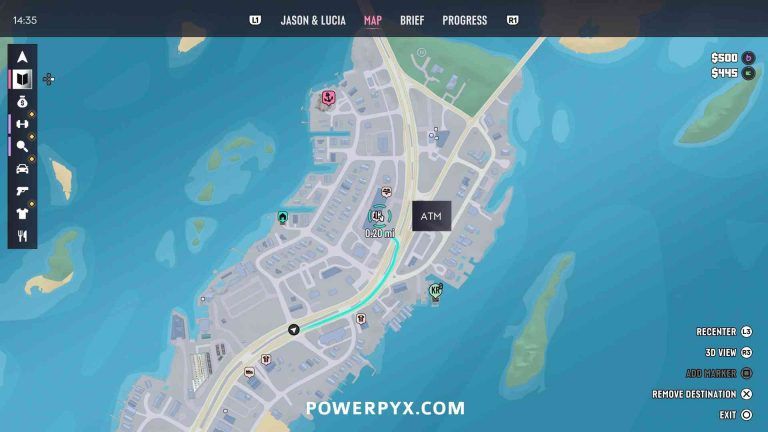 14:35
L1 JASON & LUCIA MAP BRIEF PROGRESS R1
$500
$445
ATM
0.20 mi
KR
RECENTER L3
3D VIEW R3
ADD MARKER
REMOVE DESTINATION
EXIT
POWERPYX.COM